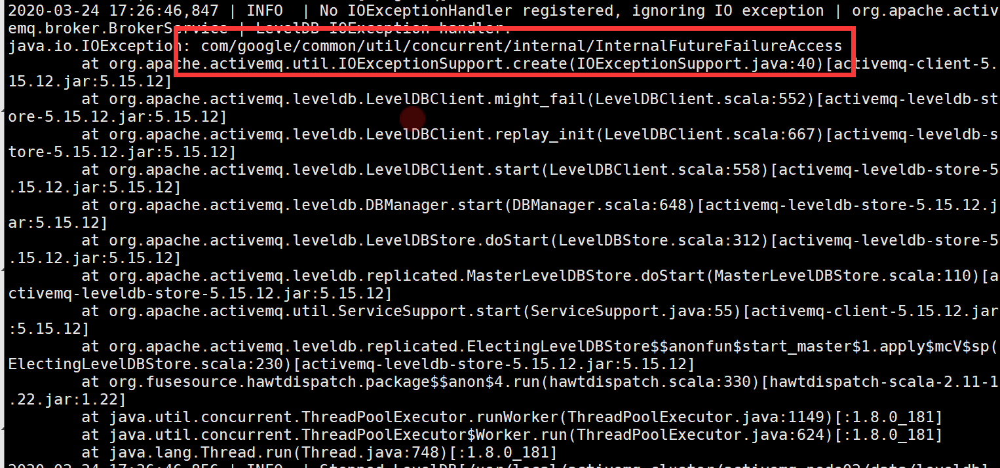 2020-03-24 17:26:46,847 | INFO  | No IOExceptionHandler registered, ignoring IO exception | org.apache.activ
emq.broker.BrokerService | LevelDB IOException handler.
java.io.IOException: com/google/common/util/concurrent/internal/InternalFutureFailureAccess
        at org.apache.activemq.util.IOExceptionSupport.create(IOExceptionSupport.java:40)[activemq-client-5.
15.12.jar:5.15.12]
        at org.apache.activemq.leveldb.LevelDBClient.might_fail(LevelDBClient.scala:552)[activemq-leveldb-st
ore-5.15.12.jar:5.15.12]
        at org.apache.activemq.leveldb.LevelDBClient.replay_init(LevelDBClient.scala:667)[activemq-leveldb-s
tore-5.15.12.jar:5.15.12]
        at org.apache.activemq.leveldb.LevelDBClient.start(LevelDBClient.scala:558)[activemq-leveldb-store-5
.15.12.jar:5.15.12]
        at org.apache.activemq.leveldb.DBManager.start(DBManager.scala:648)[activemq-leveldb-store-5.15.12.j
ar:5.15.12]
        at org.apache.activemq.leveldb.LevelDBStore.doStart(LevelDBStore.scala:312)[activemq-leveldb-store-5
.15.12.jar:5.15.12]
        at org.apache.activemq.leveldb.replicated.MasterLevelDBStore.doStart(MasterLevelDBStore.scala:110)[a
ctivemq-leveldb-store-5.15.12.jar:5.15.12]
        at org.apache.activemq.util.ServiceSupport.start(ServiceSupport.java:55)[activemq-client-5.15.12.jar
:5.15.12]
        at org.apache.activemq.leveldb.replicated.ElectingLevelDBStore$$anonfun$start_master$1.apply$mcV$sp(
ElectingLevelDBStore.scala:230)[activemq-leveldb-store-5.15.12.jar:5.15.12]
        at org.fusesource.hawtdispatch.package$$anon$4.run(hawtdispatch.scala:330)[hawtdispatch-scala-2.11-1
.22.jar:1.22]
        at java.util.concurrent.ThreadPoolExecutor.runWorker(ThreadPoolExecutor.java:1149)[:1.8.0_181]
        at java.util.concurrent.ThreadPoolExecutor$Worker.run(ThreadPoolExecutor.java:624)[:1.8.0_181]
        at java.lang.Thread.run(Thread.java:748)[:1.8.0_181]
2020-03-24 17:26:46,856 | INFO  | Stopped LevelDB[/usr/local/activemq_cluster/activemq_node02/data/leveldb]